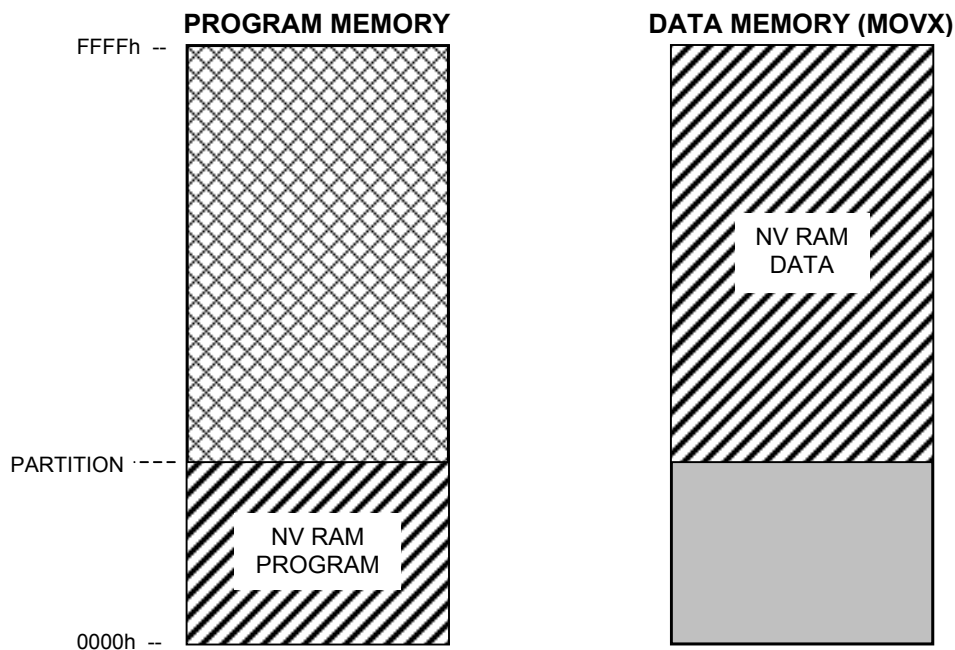 PROGRAM MEMORY
DATA MEMORY (MOVX)
FFFFh --
NV RAM
DATA
PARTITION ----
NV RAM
PROGRAM
0000h --